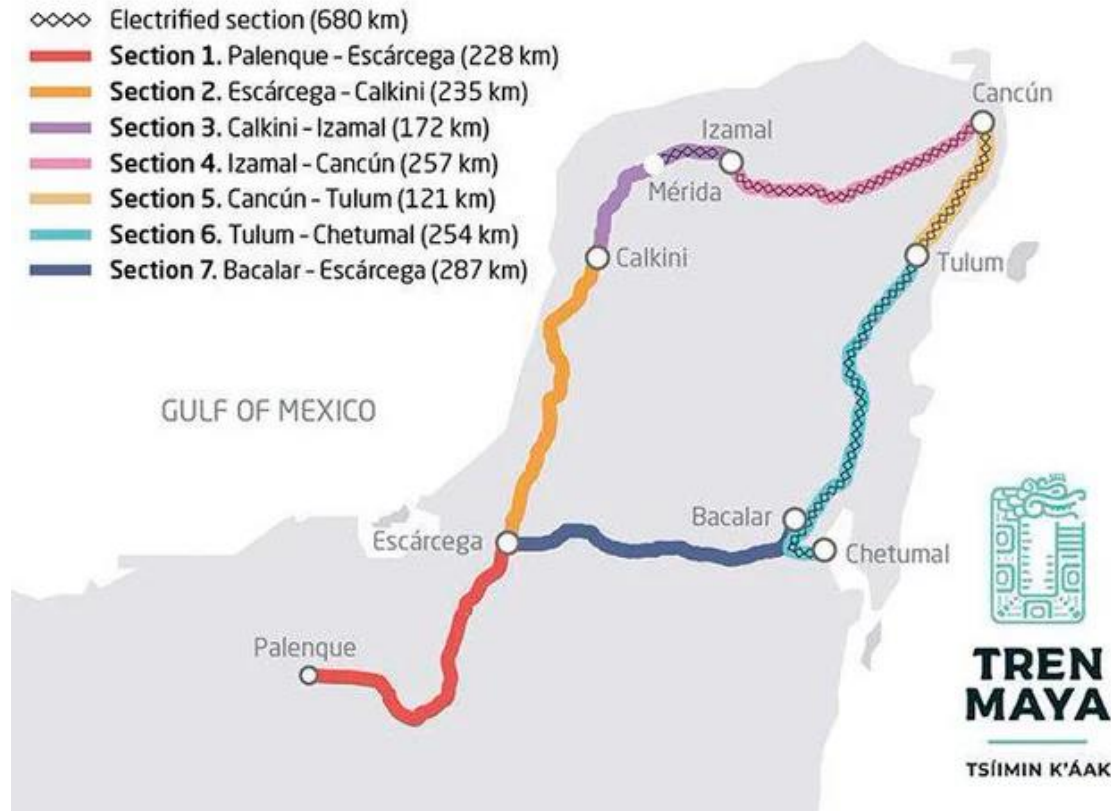 Electrified section (680 km)
Section 1. Palenque - Escárcega (228 km)
Section 2. Escárcega - Calkini (235 km)
Section 3. Calkini - Izamal (172 km)
Section 4. Izamal - Cancún (257 km)
Section 5. Cancún - Tulum (121 km)
Section 6. Tulum - Chetumal (254 km)
Section 7. Bacalar - Escárcega (287 km)
Cancún
Izamal
Mérida
Calkini
Tulum
GULF OF MEXICO
Bacalar
Escárcega
Chetumal
Palenque
TREN
MAYA
TSÍIMIN K'ÁAK